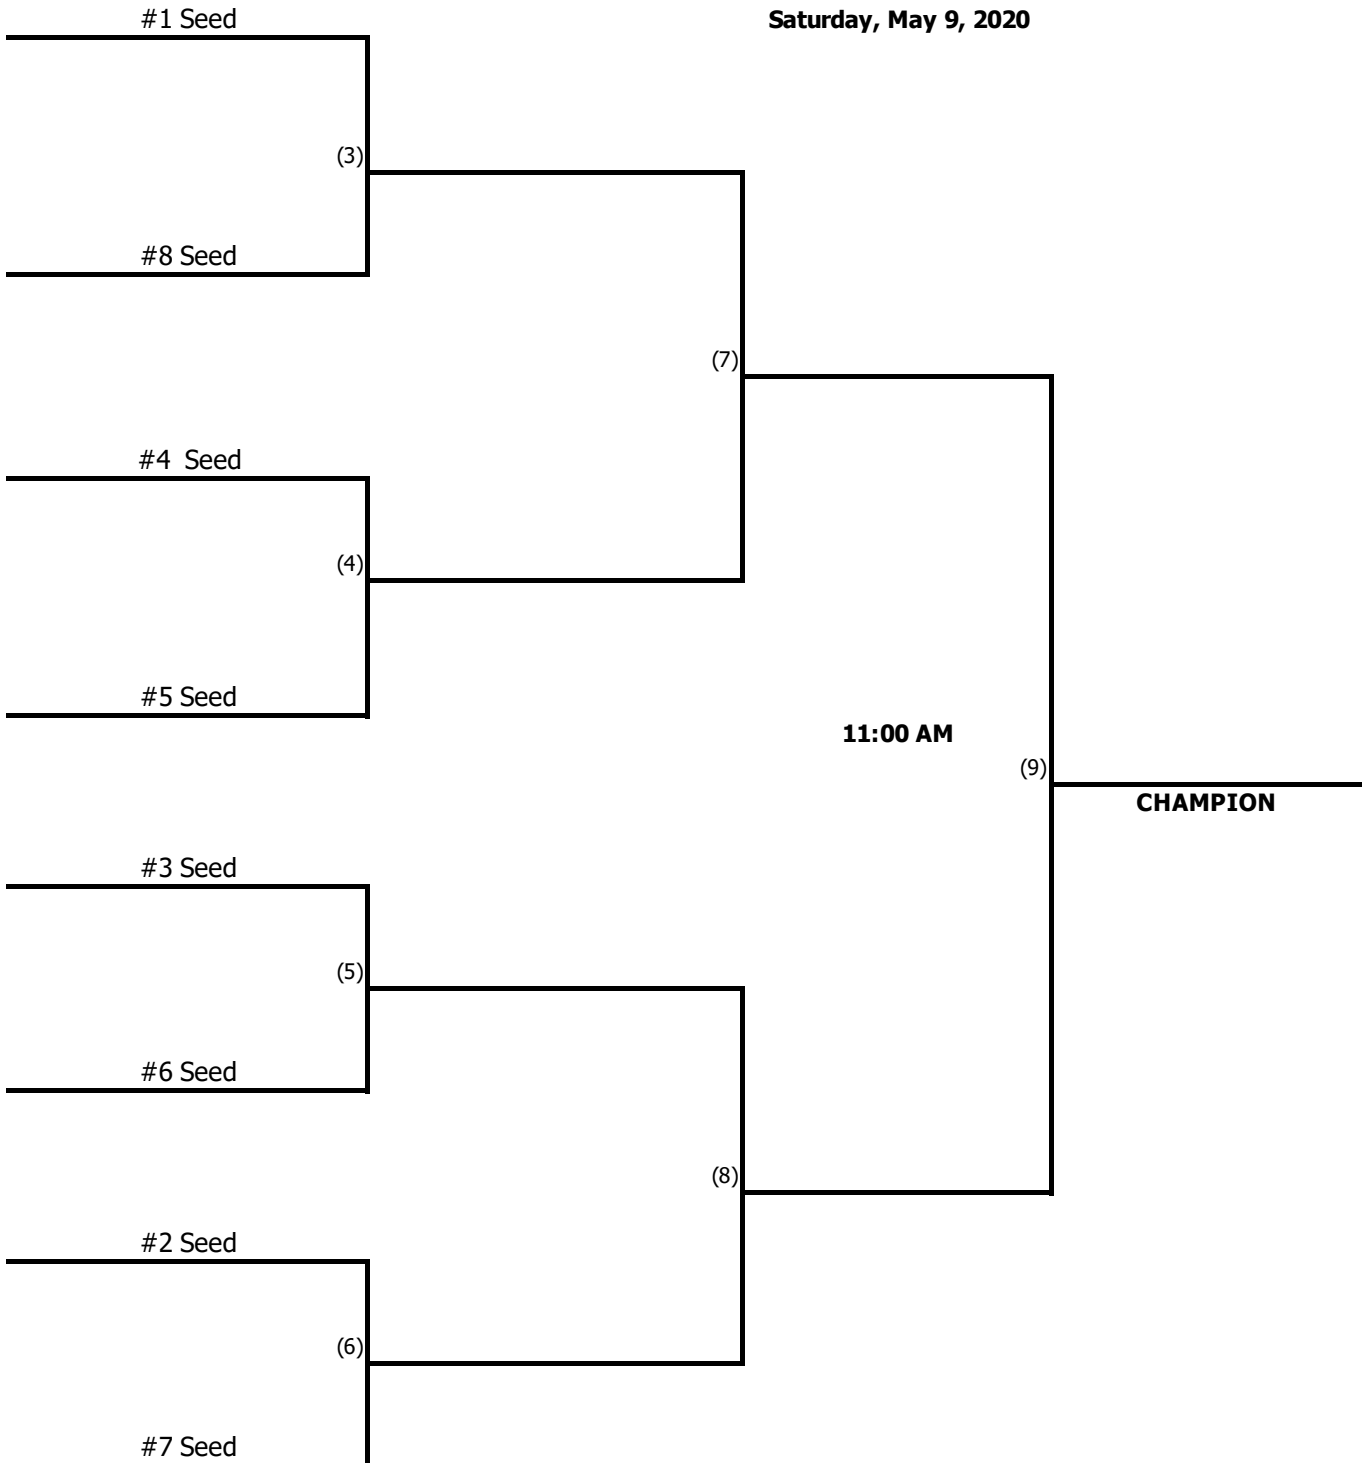 #1 Seed
Saturday, May 9, 2020
(3)
#8 Seed
(7)
#4  Seed
(4)
#5 Seed
11:00 AM
(9)
CHAMPION
#3 Seed
(5)
#6 Seed
(8)
#2 Seed
(6)
#7 Seed